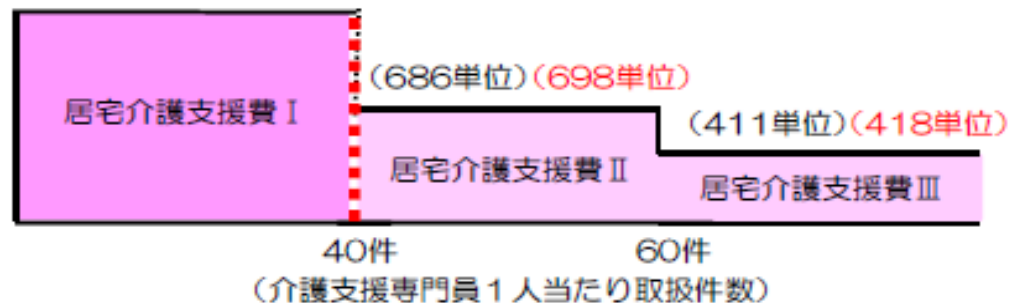 (686単位)(698単位)
居宅介護支援費Ⅰ
(411単位)(418単位)
居宅介護支援費Ⅱ
居宅介護支援費Ⅲ
40件
60件
(介護支援専門員1人当たり取扱件数)